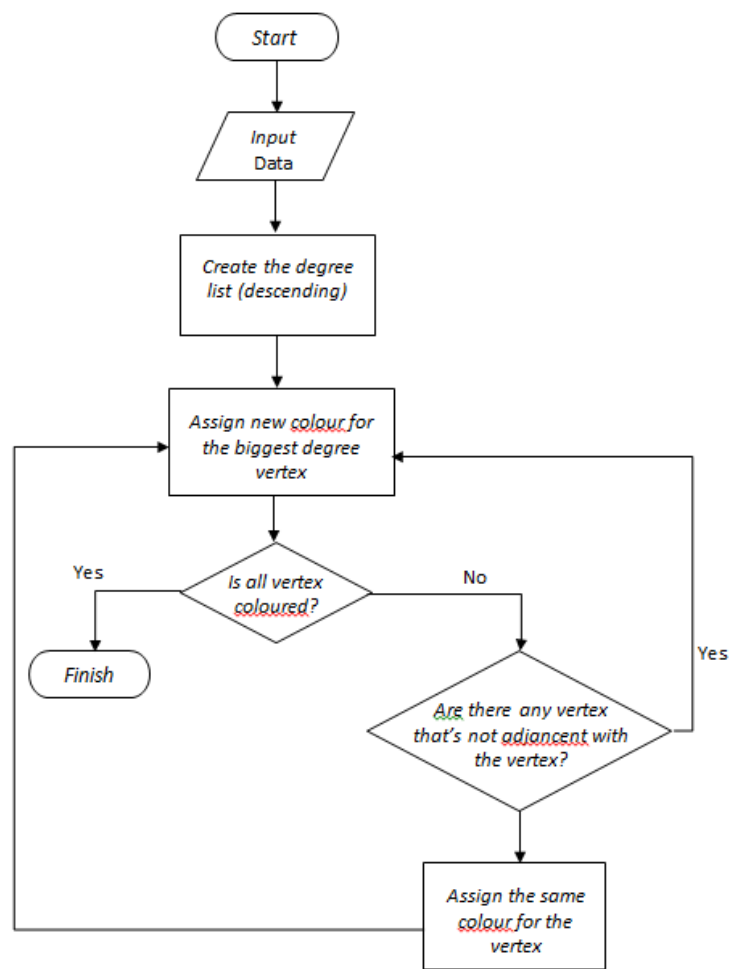 Start
Input
Data
Create the degree
list (descending)
Assign new colour for
the biggest degree
vertex
Is all vertex
coloured?
Yes
No
Finish
Are there any vertex
that's not adjancent with
the vertex?
Yes
Assign the same
colour for the
vertex